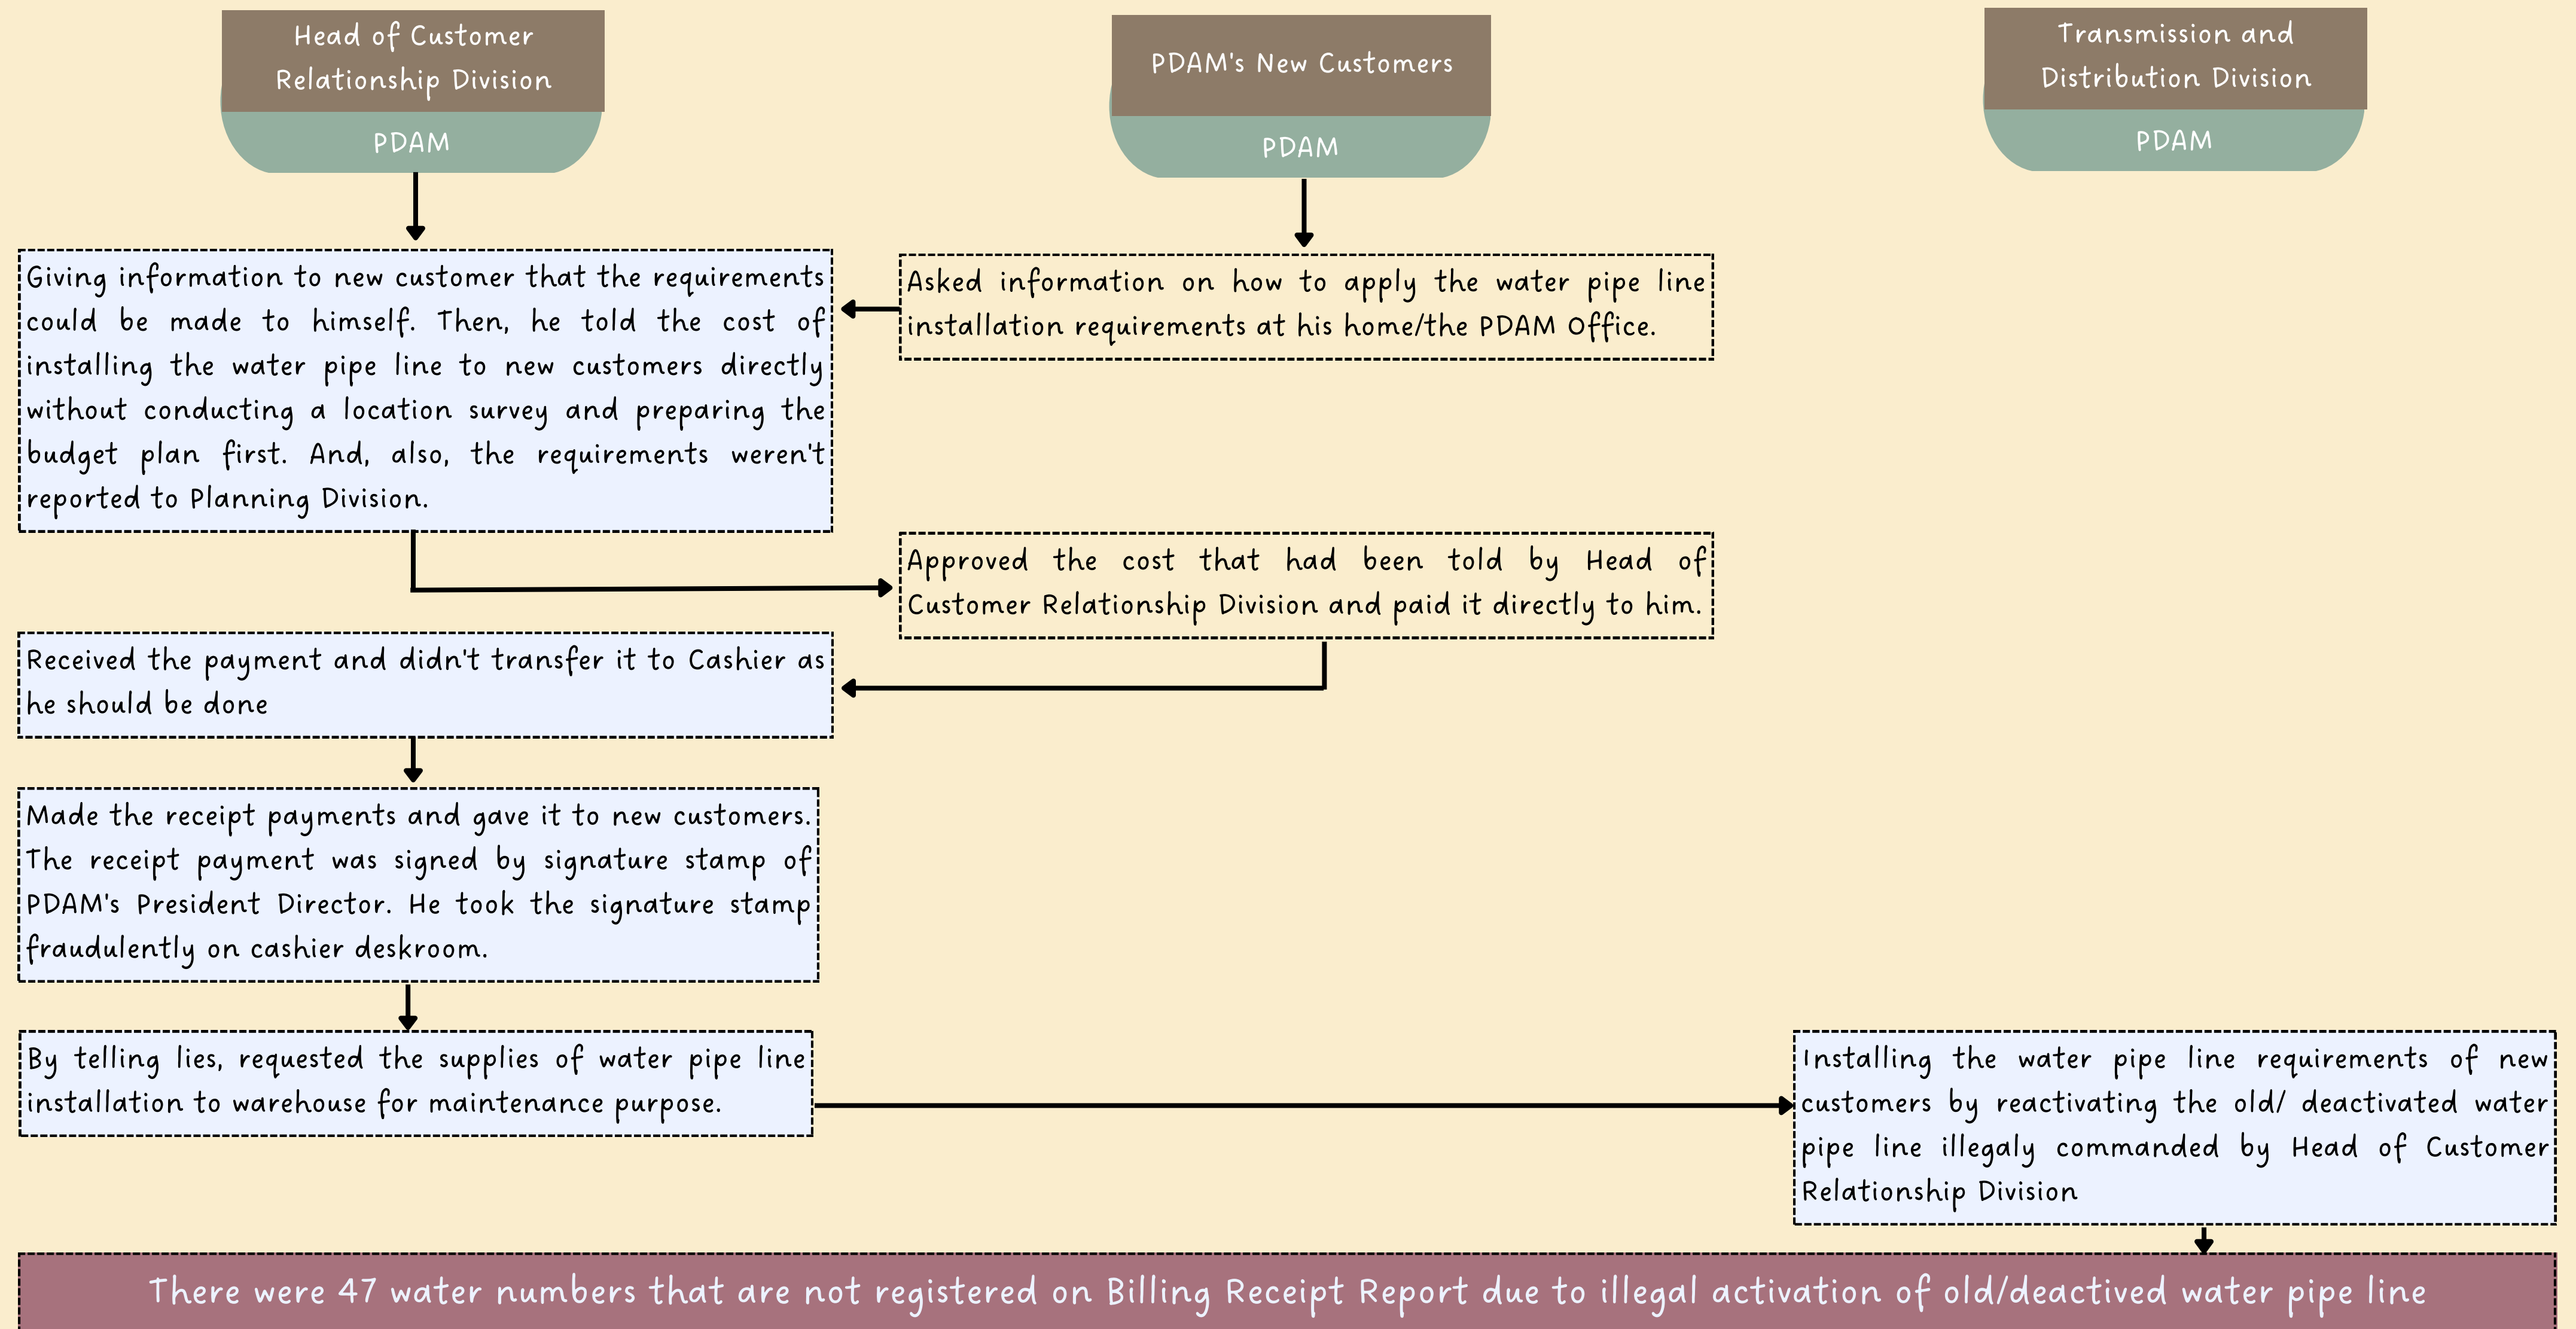 Head of Customer
Relationship Division
PDAM
PDAM's New Customers
PDAM
Transmission and
Distribution Division
PDAM
Giving information to new customer that the requirements
could be made to himself. Then, he told the cost of
installing the water pipe line to new customers directly
without conducting a location survey and preparing the
budget plan first. And, also, the requirements weren't
reported to Planning Division.
Asked information on how to apply the water pipe line
installation requirements at his home/the PDAM Office.
Approved the cost that had been told by Head of
Customer Relationship Division and paid it directly to him.
Received the payment and didn't transfer it to Cashier as
he should be done
Made the receipt payments and gave it to new customers.
The receipt payment was signed by signature stamp of
PDAM's President Director. He took the signature stamp
fraudulently on cashier deskroom.
By telling lies, requested the supplies of water pipe line
installation to warehouse for maintenance purpose.
Installing the water pipe line requirements of new
customers by reactivating the old/ deactivated water
pipe line illegaly commanded by Head of Customer
Relationship Division
There were 47 water numbers that are not registered on Billing Receipt Report due to illegal activation of old/deactived water pipe line